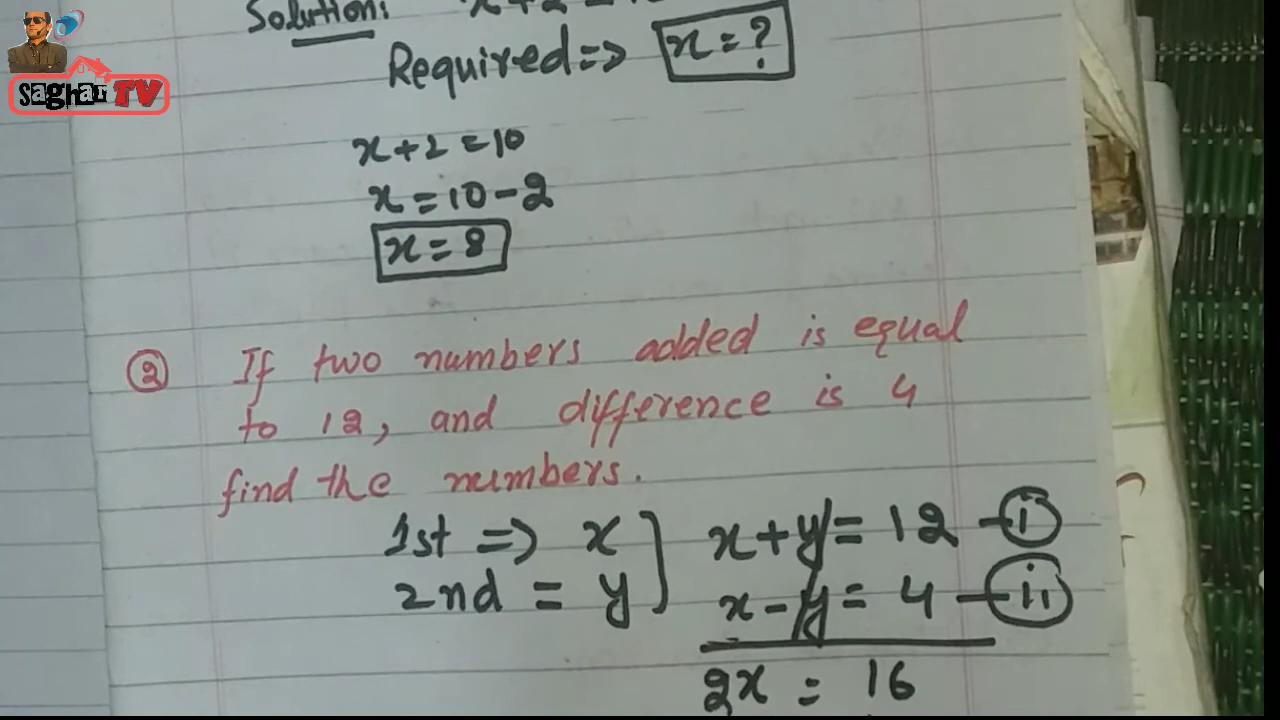 Saghar TV
Solution:
Required=> x=?
x+2=10
x=10-2
x=8
② If two numbers added is equal
to 12, and difference is 4
find the numbers.
1st => x ] x+y=12 - i
2nd = y ] x-y=4 - ii
2x = 16